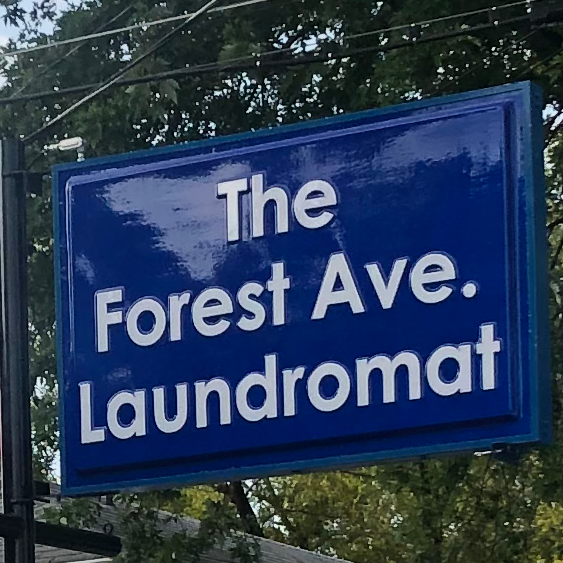 The
Forest Ave.
Laundromat